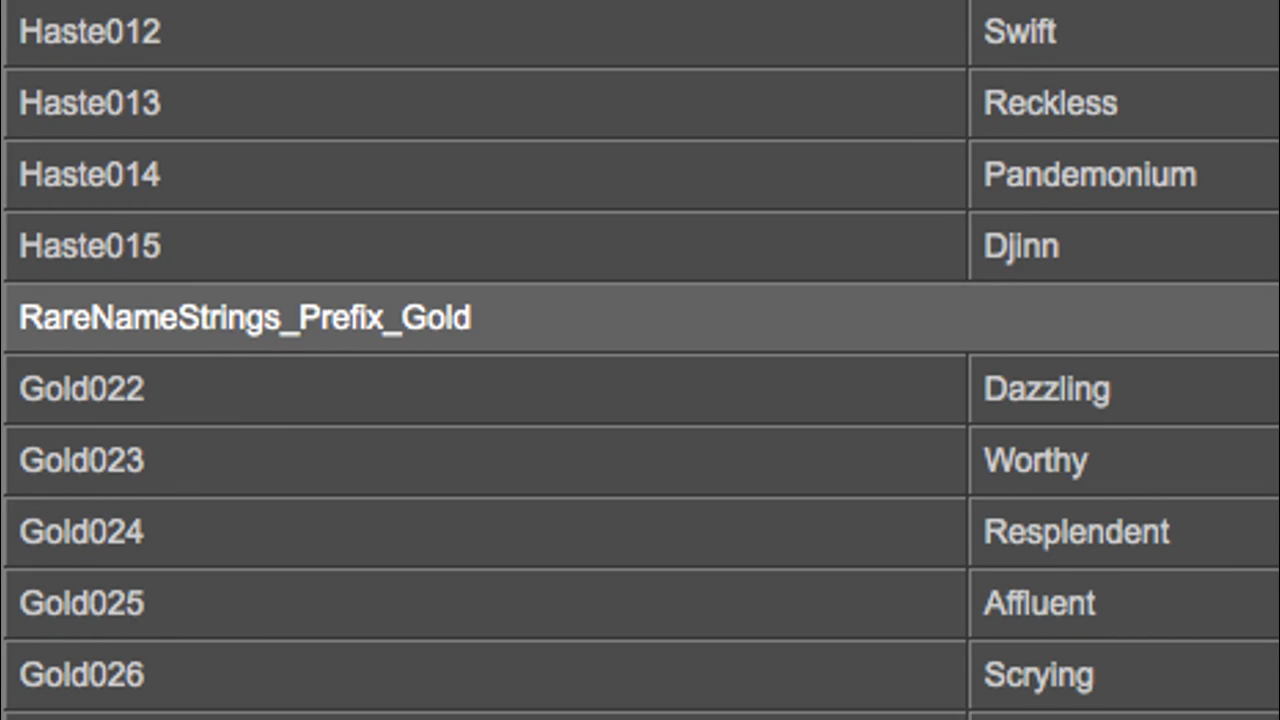 Haste012 Swift
Haste013 Reckless
Haste014 Pandemonium
Haste015 Djinn
RareNameStrings_Prefix_Gold
Gold022 Dazzling
Gold023 Worthy
Gold024 Resplendent
Gold025 Affluent
Gold026 Scrying